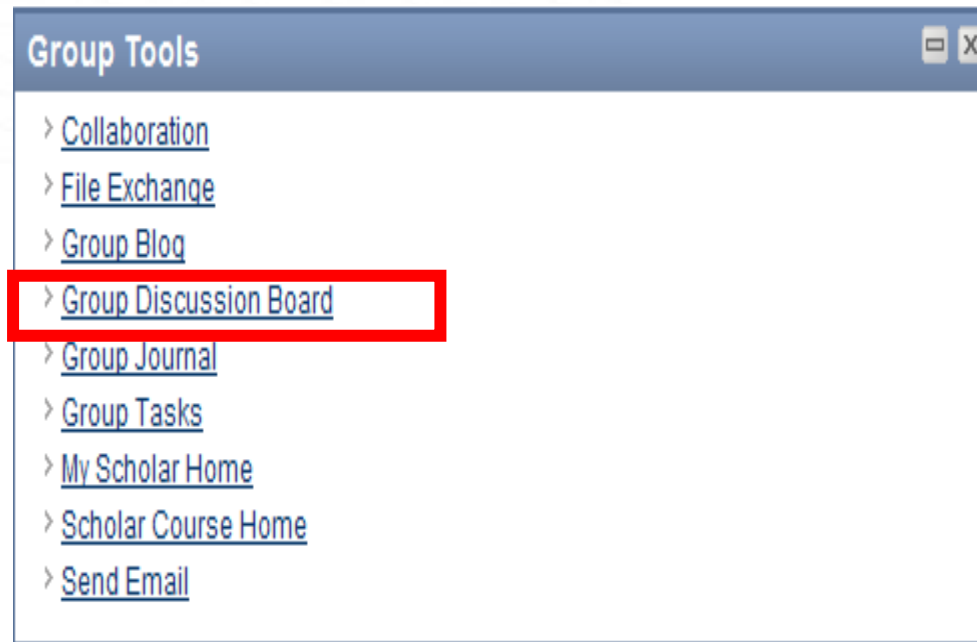 Group Tools
Collaboration
File Exchange
Group Blog
Group Discussion Board
Group Journal
Group Tasks
My Scholar Home
Scholar Course Home
Send Email